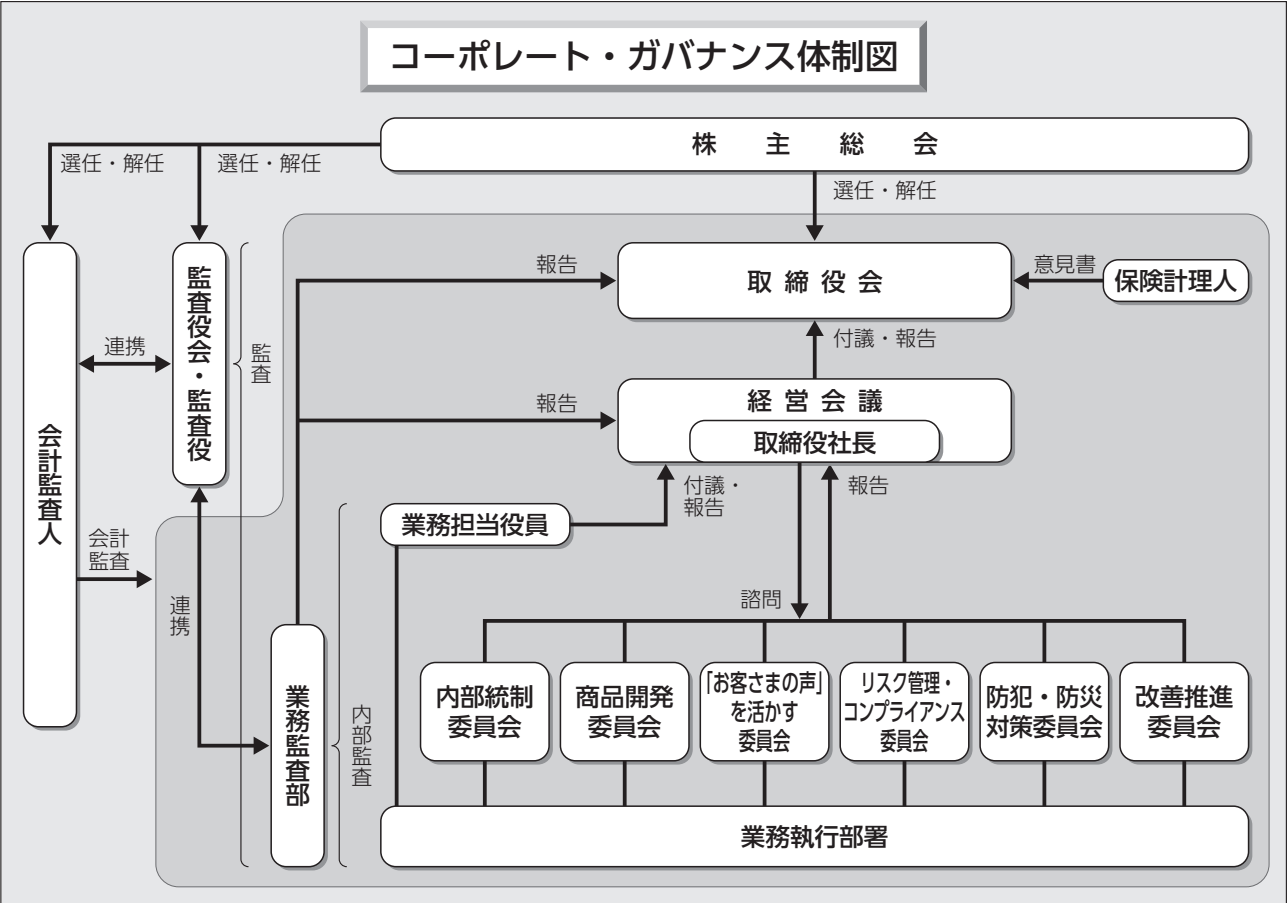 コーポレート・ガバナンス体制図
株主総会
選任・解任
選任・解任
選任・解任
会計監査人
監査役会・監査役
監査
連携
報告
取締役会
意見書
保険計理人
付議・報告
報告
経営会議
取締役社長
付議・
報告
報告
業務担当役員
会計
監査
連携
諮問
業務監査部
内部監査
内部統制
委員会
商品開発
委員会
「お客さまの声」
を活かす
委員会
リスク管理・
コンプライアンス
委員会
防犯・防災
対策委員会
改善推進
委員会
業務執行部署